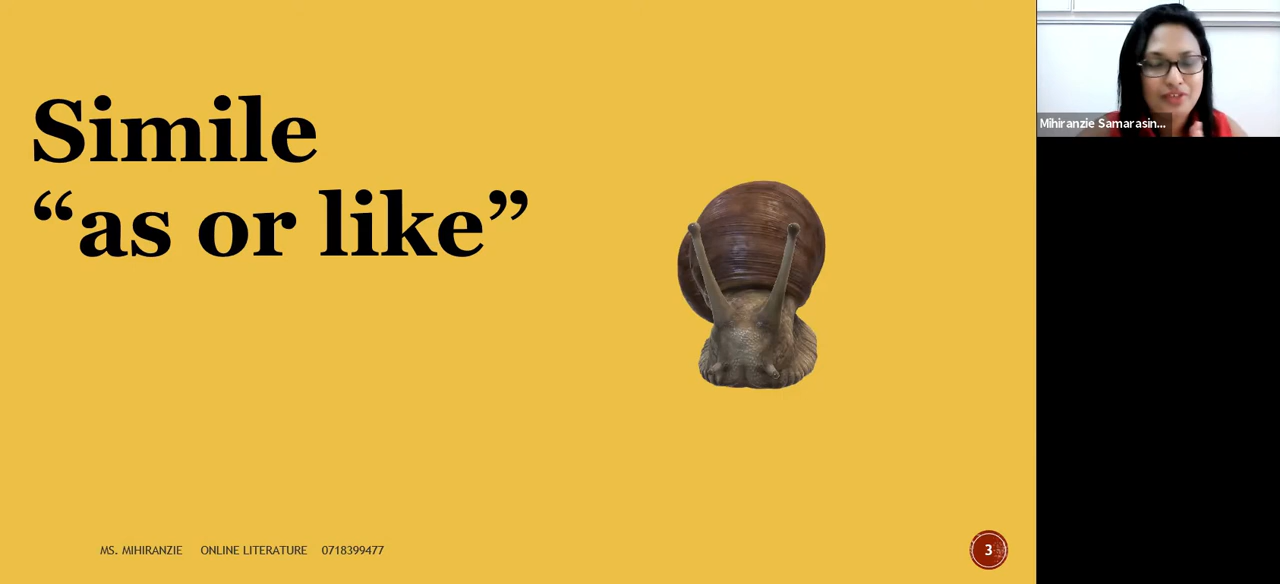 Simile
“as or like”
Mihiranzie Samarasin...
MS. MIHIRANZIE ONLINE LITERATURE 0718399477
3